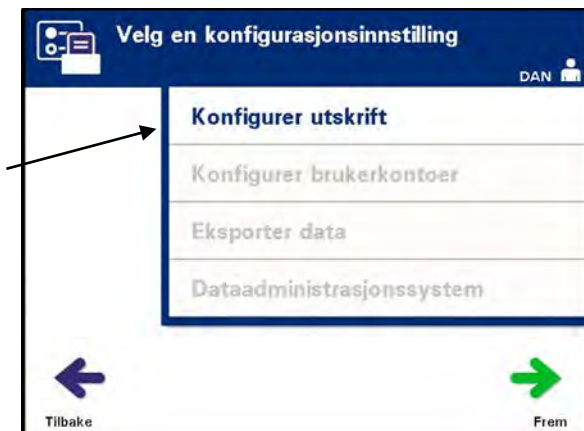 Velg en konfigurasjonsinnstilling
DAN
Konfigurer utskrift
Konfigurer brukerkontoer
Eksporter data
Dataadministrasjonssystem
Tilbake
Frem